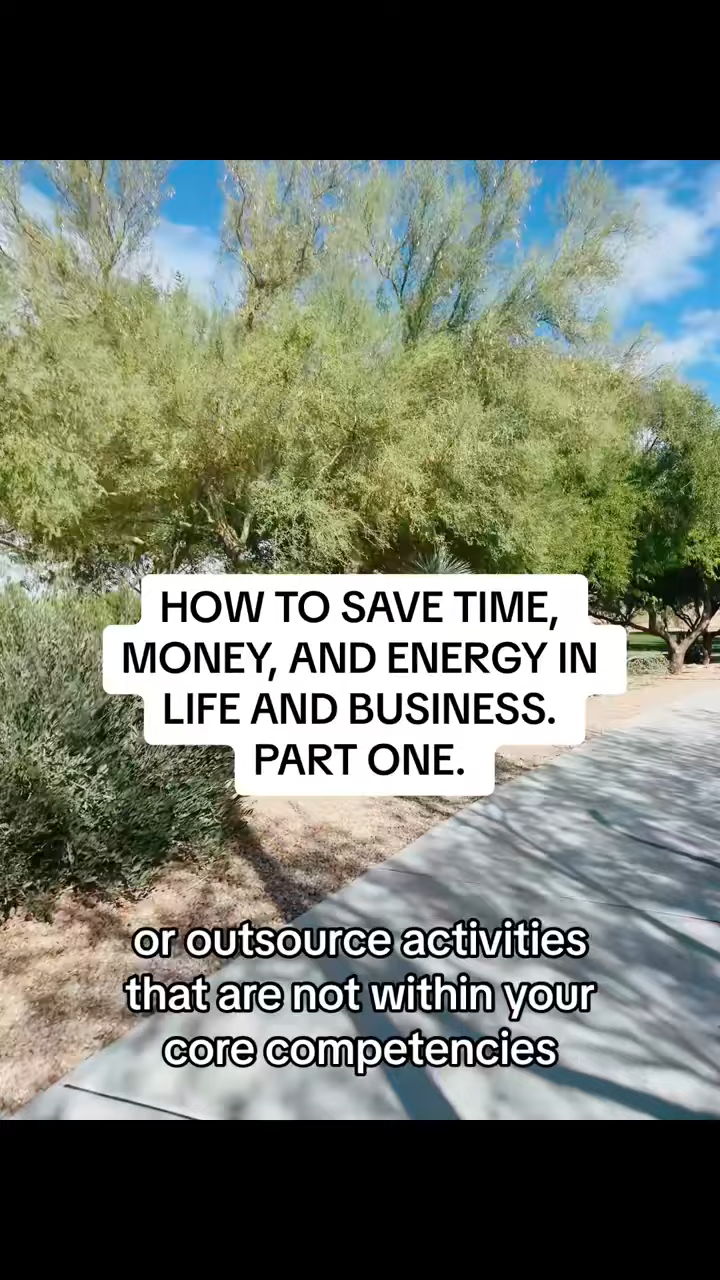 HOW TO SAVE TIME,
MONEY, AND ENERGY IN
LIFE AND BUSINESS.
PART ONE.
or outsource activities
that are not within your
core competencies